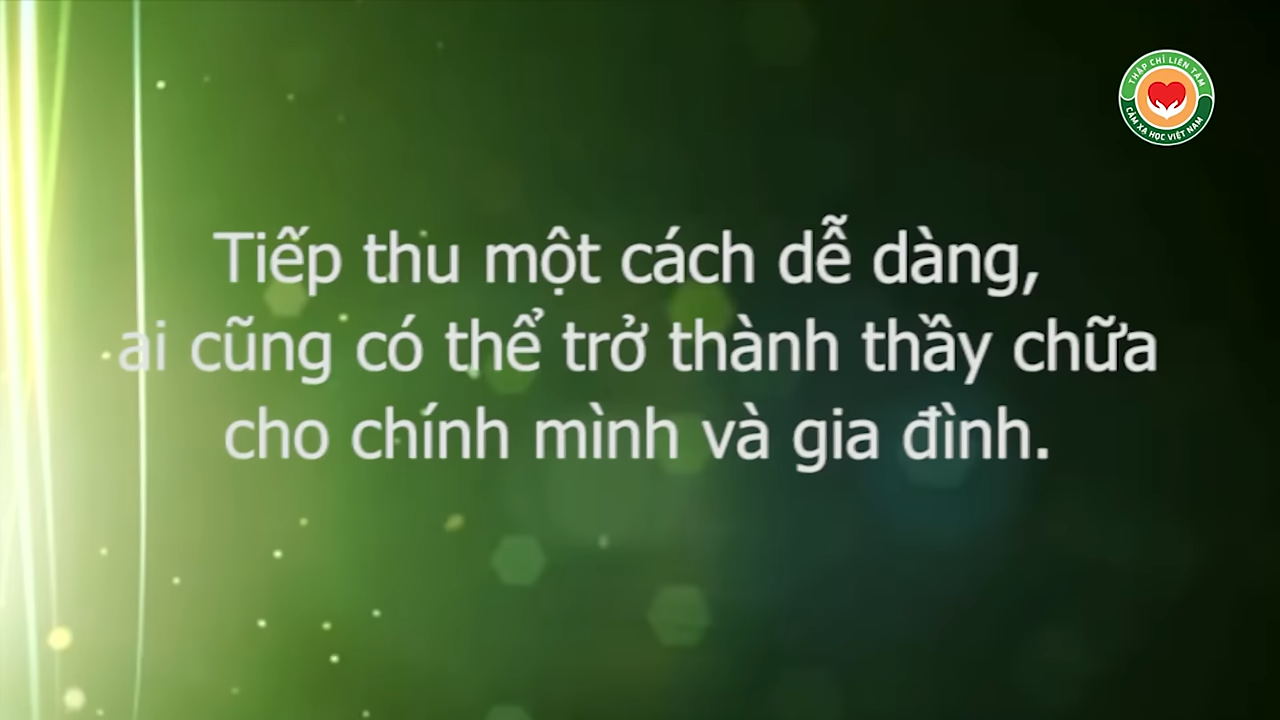 THẬP CHỈ LIÊN TÂM
CẢM XẠ HỌC VIỆT NAM
Tiếp thu một cách dễ dàng,
ai cũng có thể trở thành thầy chữa
cho chính mình và gia đình.